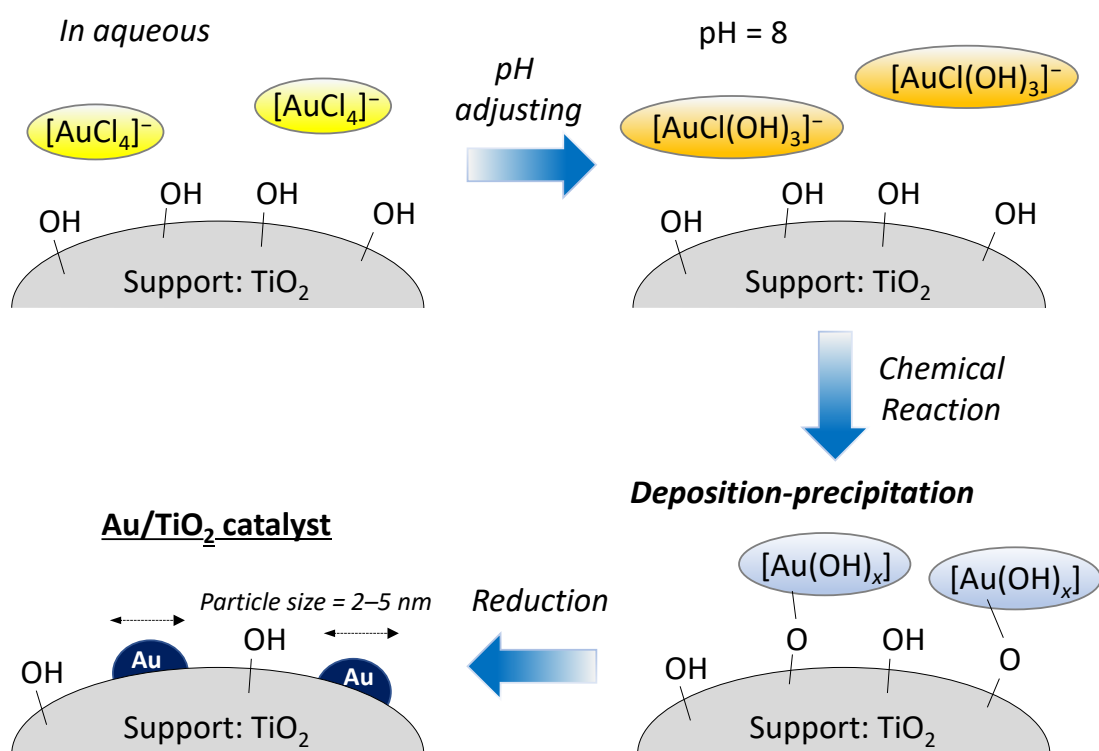 In aqueous
[AuCl₄]⁻
[AuCl₄]⁻
OH
OH
OH
OH
Support: TiO₂
pH
adjusting
pH = 8
[AuCl(OH)₃]⁻
[AuCl(OH)₃]⁻
OH
OH
OH
OH
Support: TiO₂
Chemical
Reaction
Deposition-precipitation
[Au(OH)ₓ]
[Au(OH)ₓ]
O
OH
O
OH
Support: TiO₂
Reduction
Au/TiO₂ catalyst
Particle size = 2–5 nm
OH
Au
OH
Au
Support: TiO₂